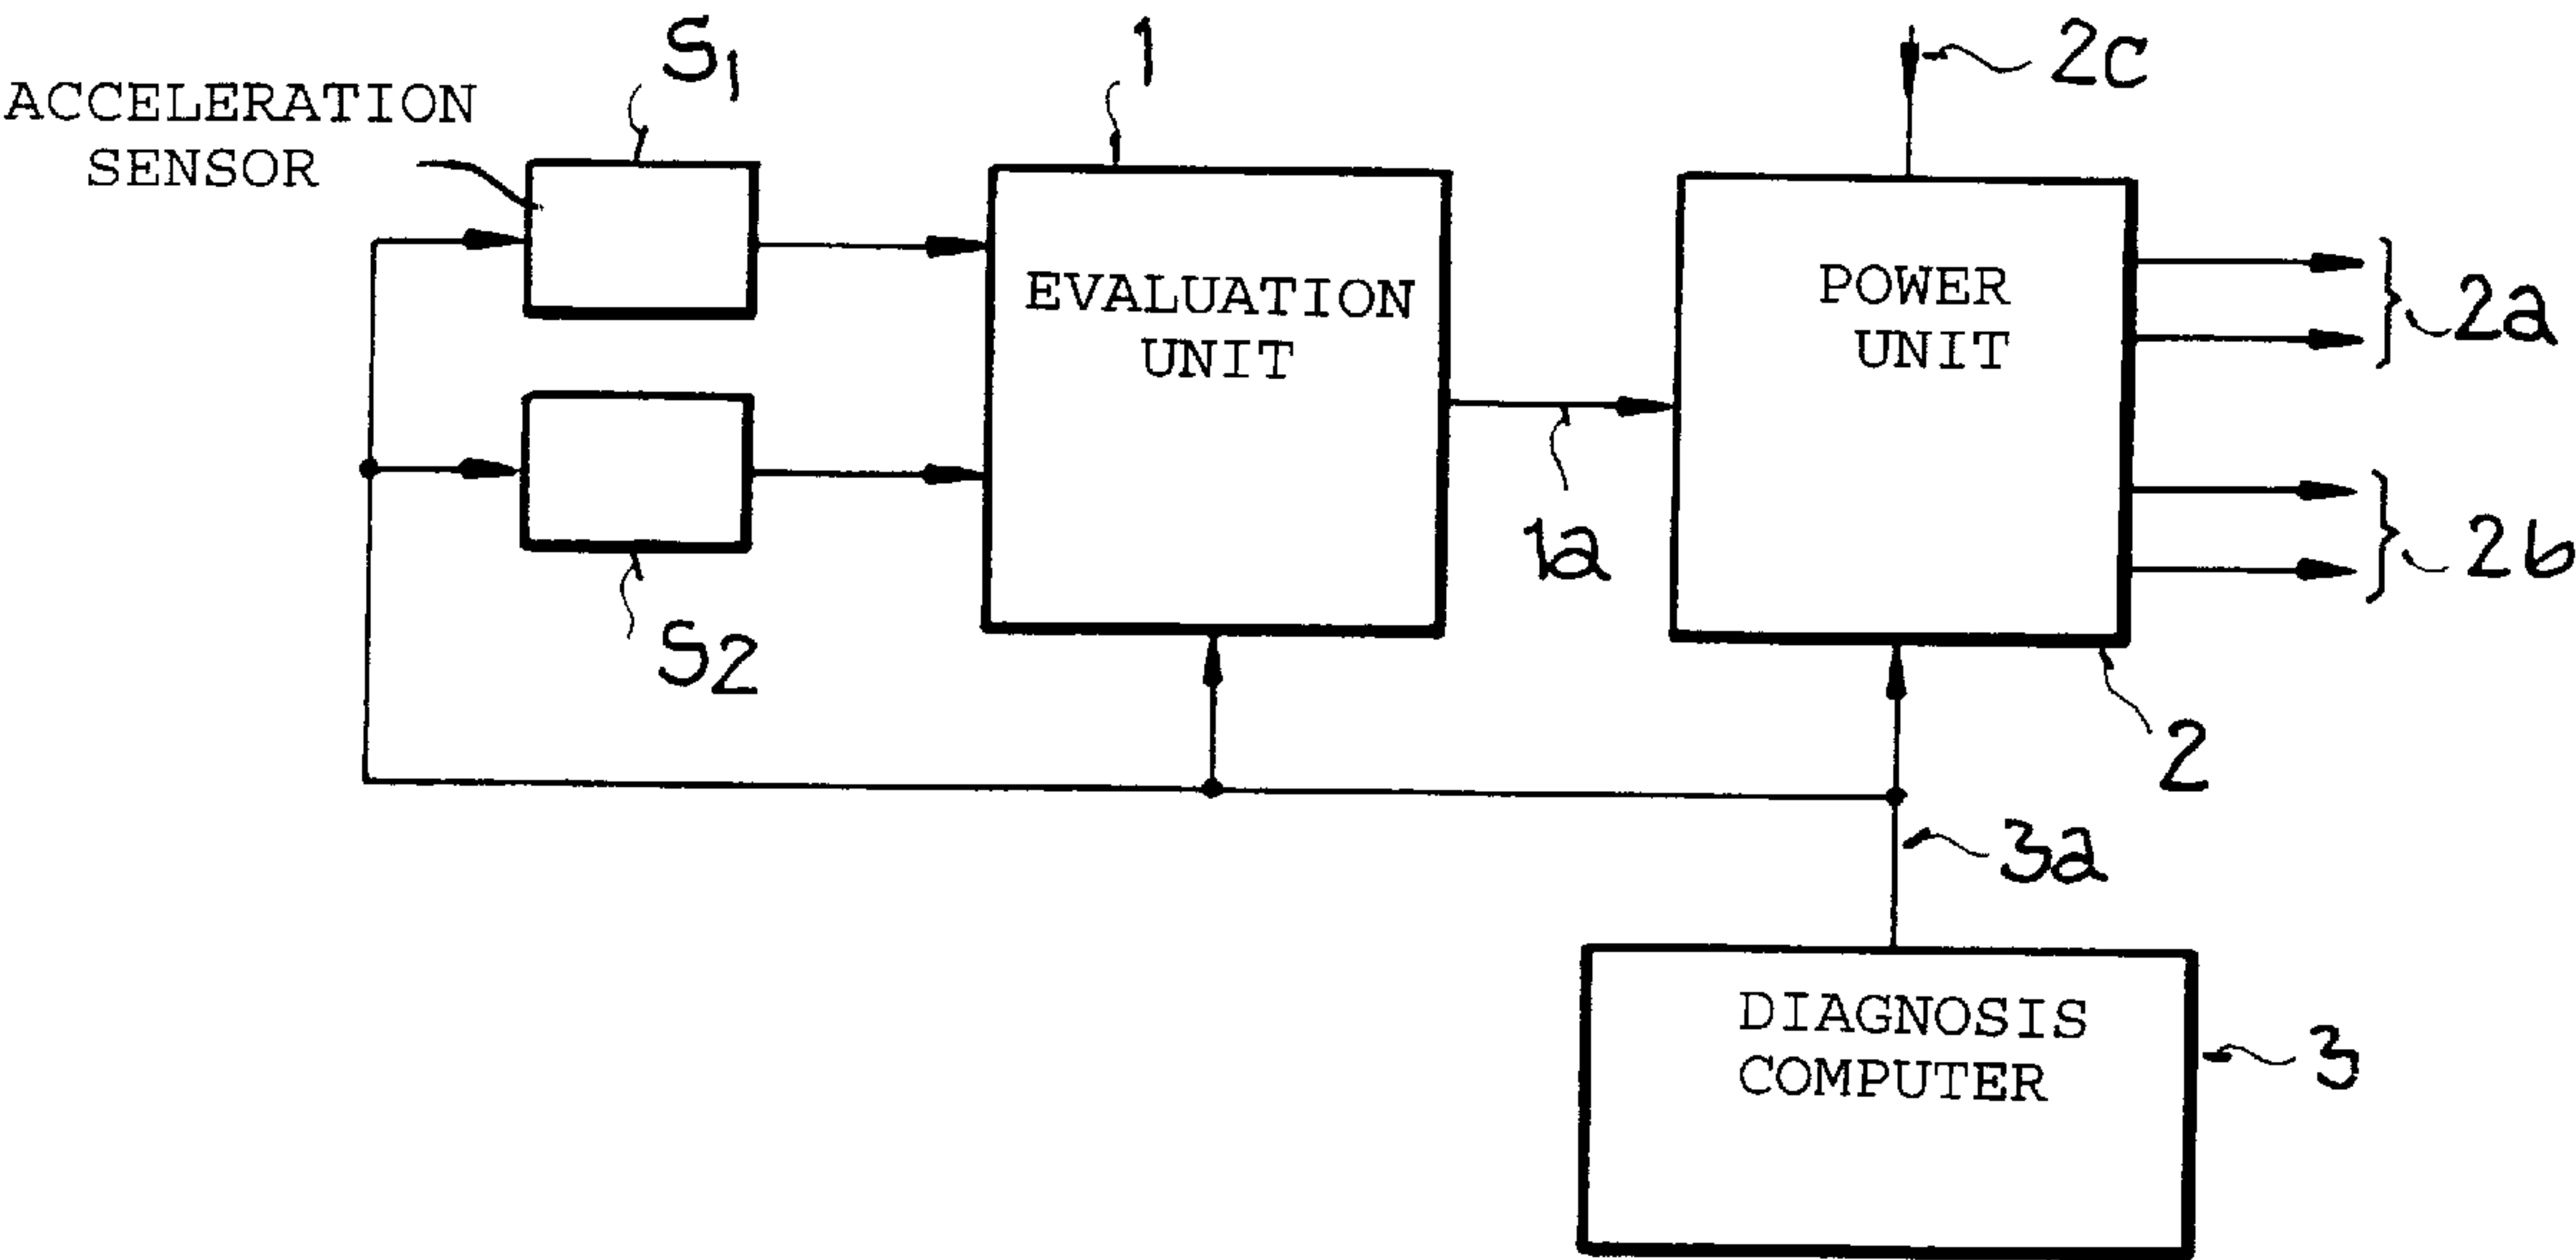 S1
1
2c
ACCELERATION
SENSOR
EVALUATION
UNIT
POWER
UNIT
2a
1a
2b
S2
2
3a
DIAGNOSIS
COMPUTER
3